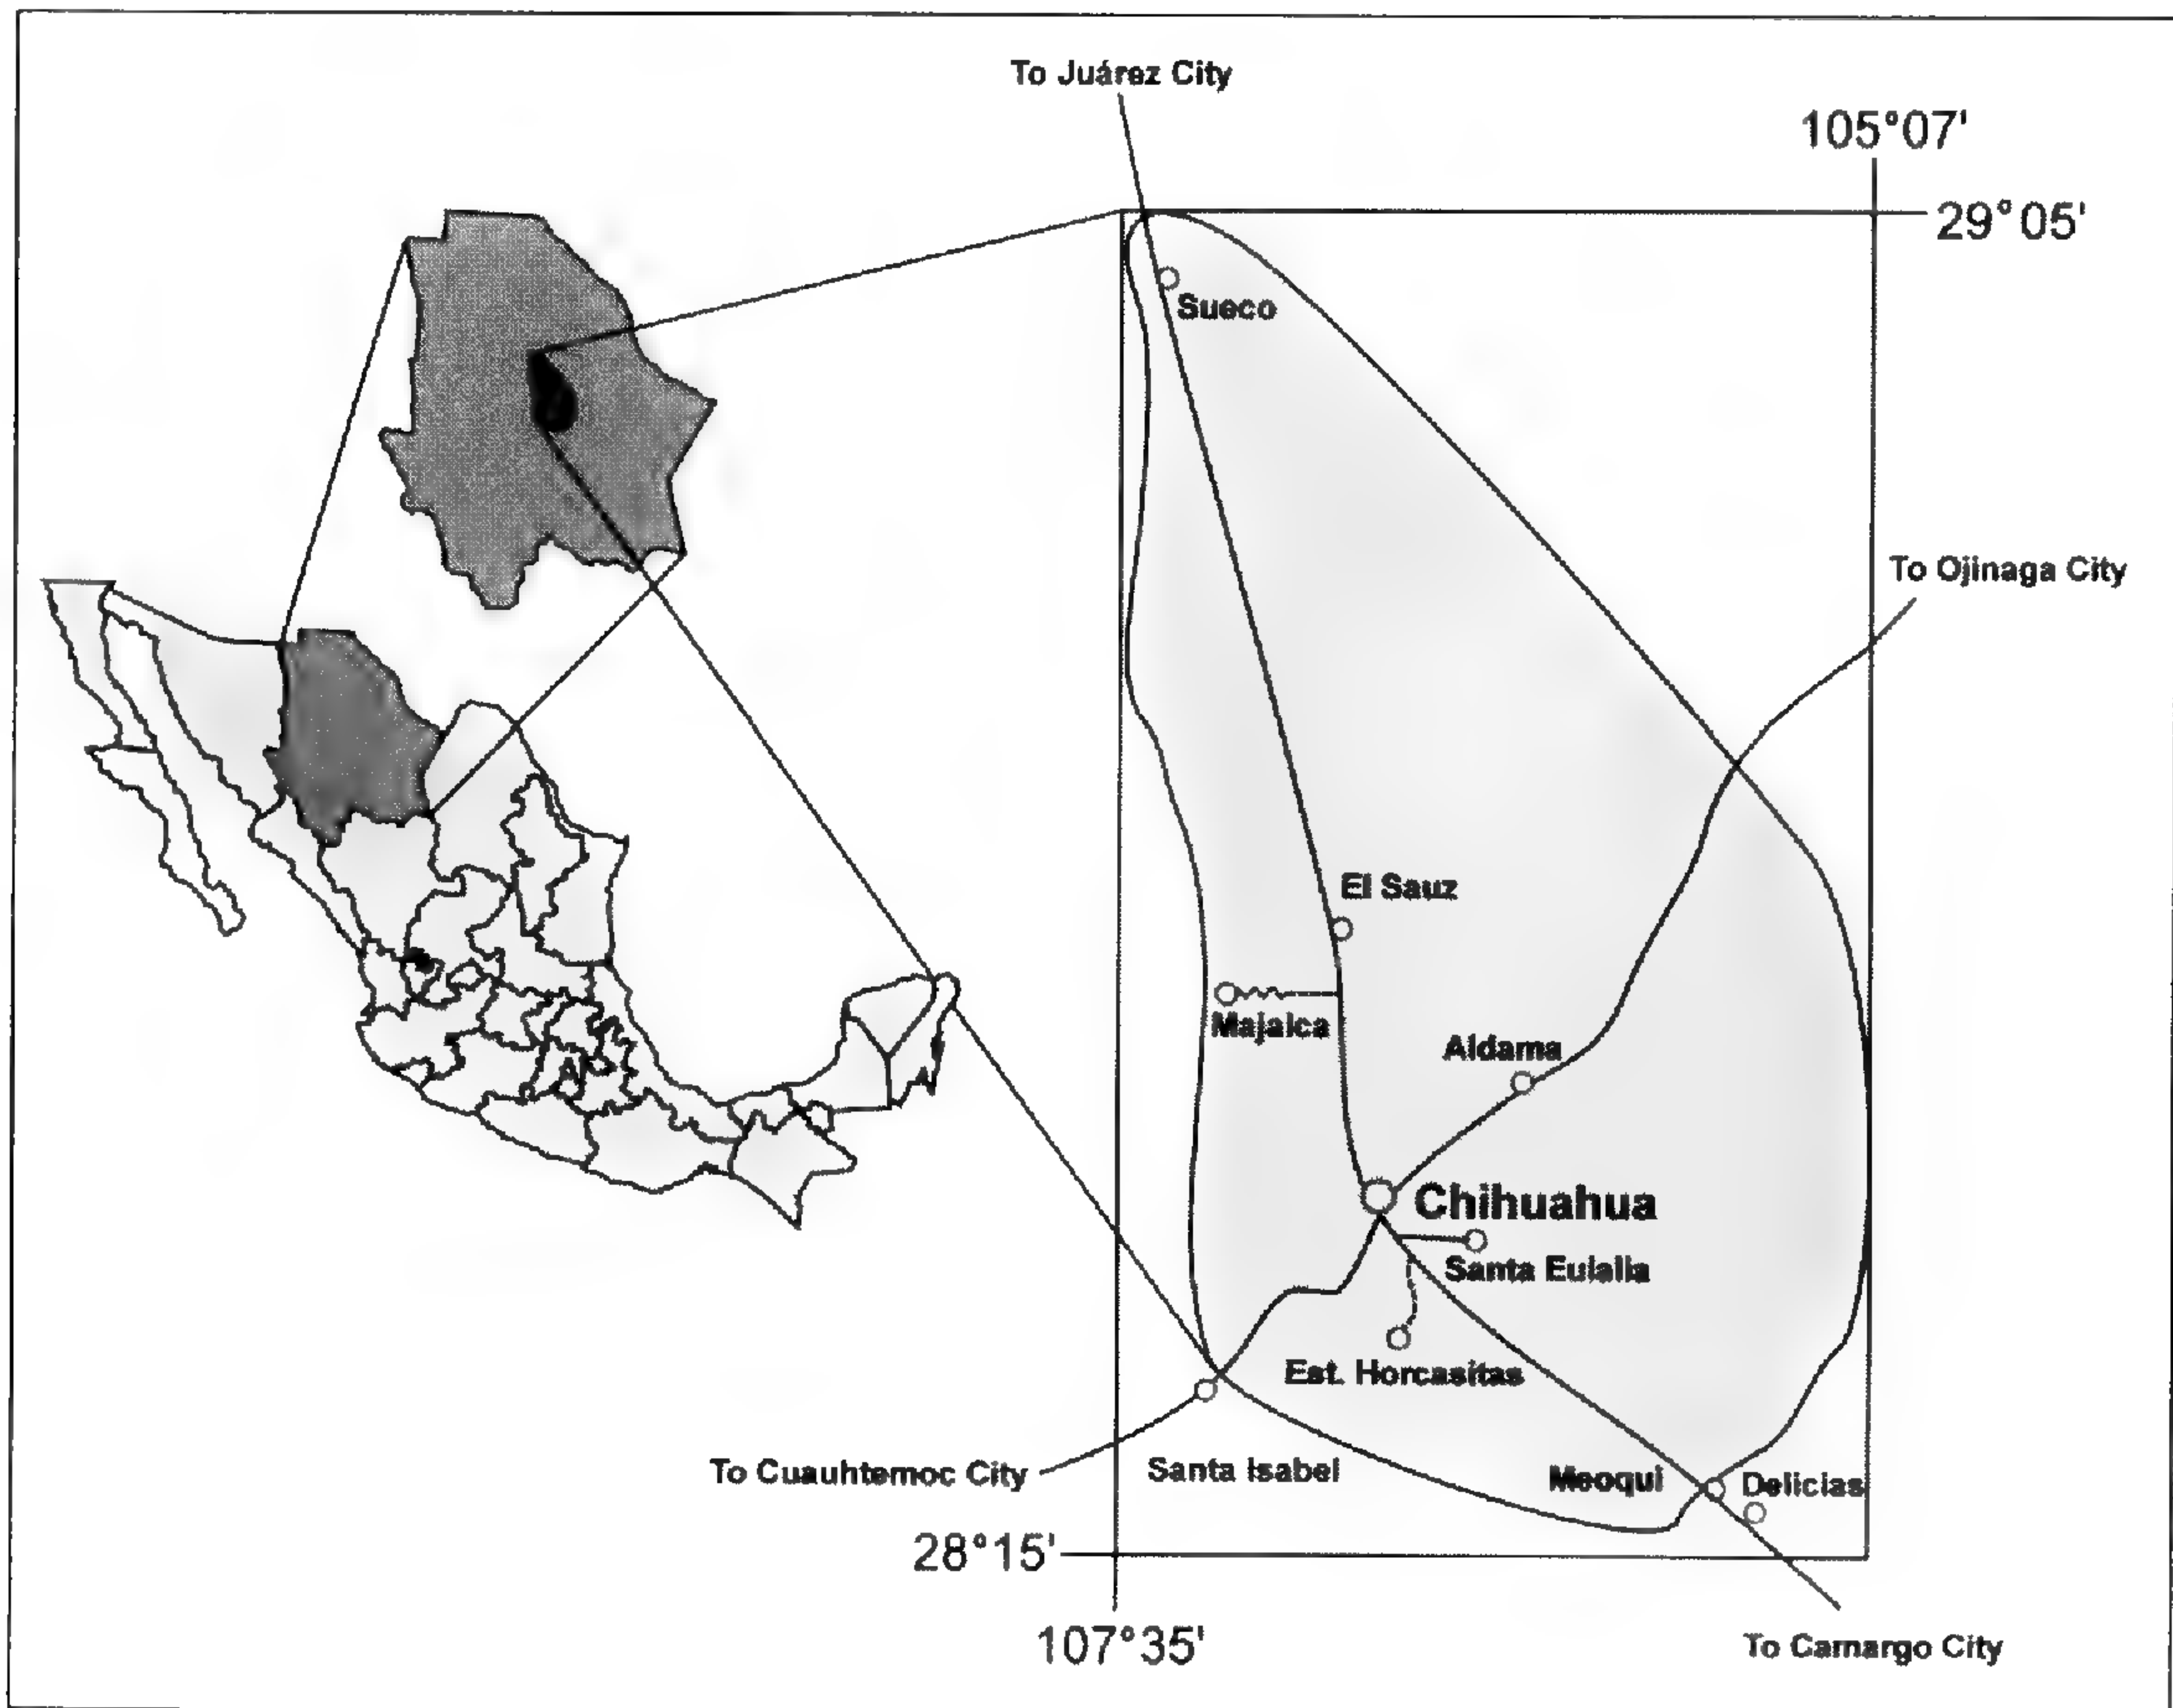 To Juárez City
105°07'
29°05'
Sueco
To Ojinaga City
El Sauz
Majalca
Aldama
Chihuahua
Santa Eulalia
Est. Horcasitas
To Cuauhtemoc City
Santa Isabel
Meoqui
Delicias
28°15'
107°35'
To Camargo City